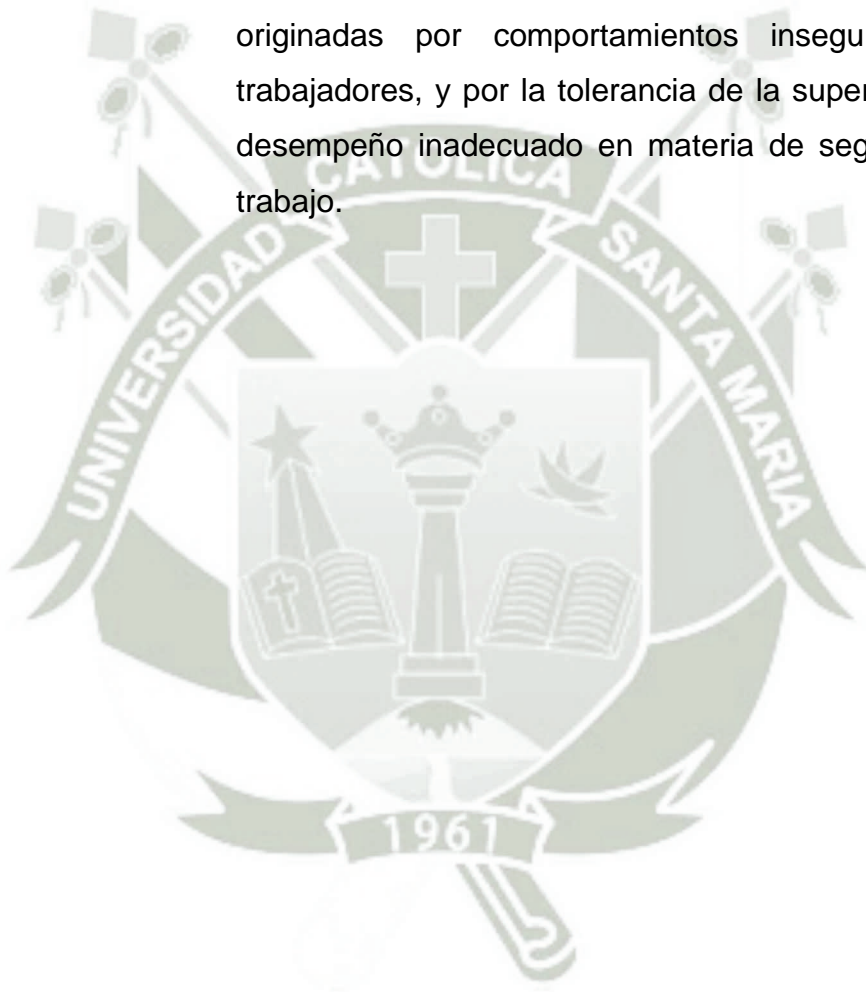 originadas por comportamientos insegu
trabajadores, y por la tolerancia de la super
desempeño inadecuado en materia de seg
trabajo.
UNIVERSIDAD CATOLICA SANTA MARIA
1961